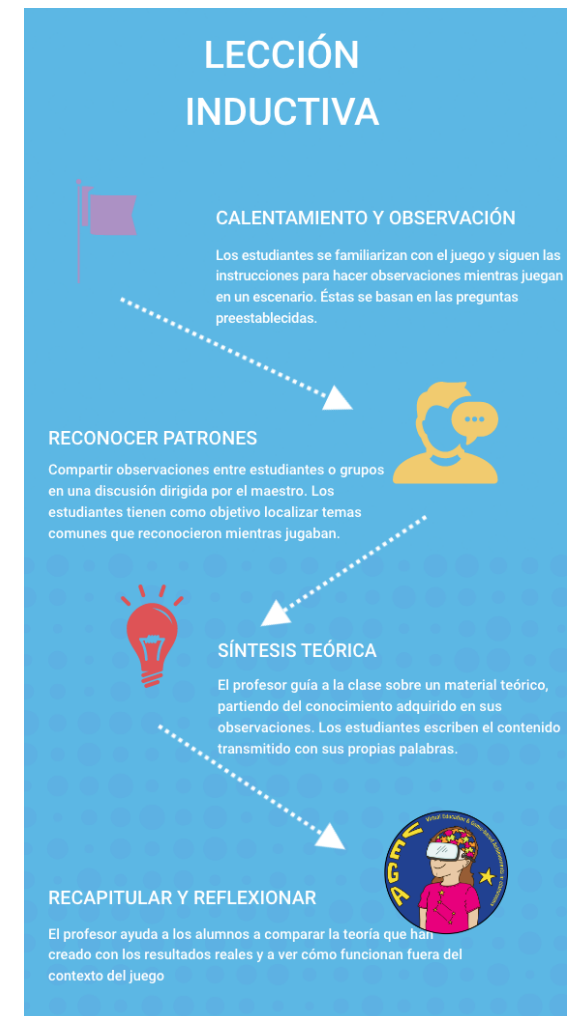 LECCIÓN
INDUCTIVA
CALENTAMIENTO Y OBSERVACIÓN
Los estudiantes se familiarizan con el juego y siguen las
instrucciones para hacer observaciones mientras juegan
en un escenario. Éstas se basan en las preguntas
preestablecidas.
RECONOCER PATRONES
Compartir observaciones entre estudiantes o grupos
en una discusión dirigida por el maestro. Los
estudiantes tienen como objetivo localizar temas
comunes que reconocieron mientras jugaban.
SÍNTESIS TEÓRICA
El profesor guía a la clase sobre un material teórico,
partiendo del conocimiento adquirido en sus
observaciones. Los estudiantes escriben el contenido
transmitido con sus propias palabras.
VEGA
RECAPITULAR Y REFLEXIONAR
El profesor ayuda a los alumnos a comparar la teoría que han
creado con los resultados reales y a ver cómo funcionan fuera del
contexto del juego